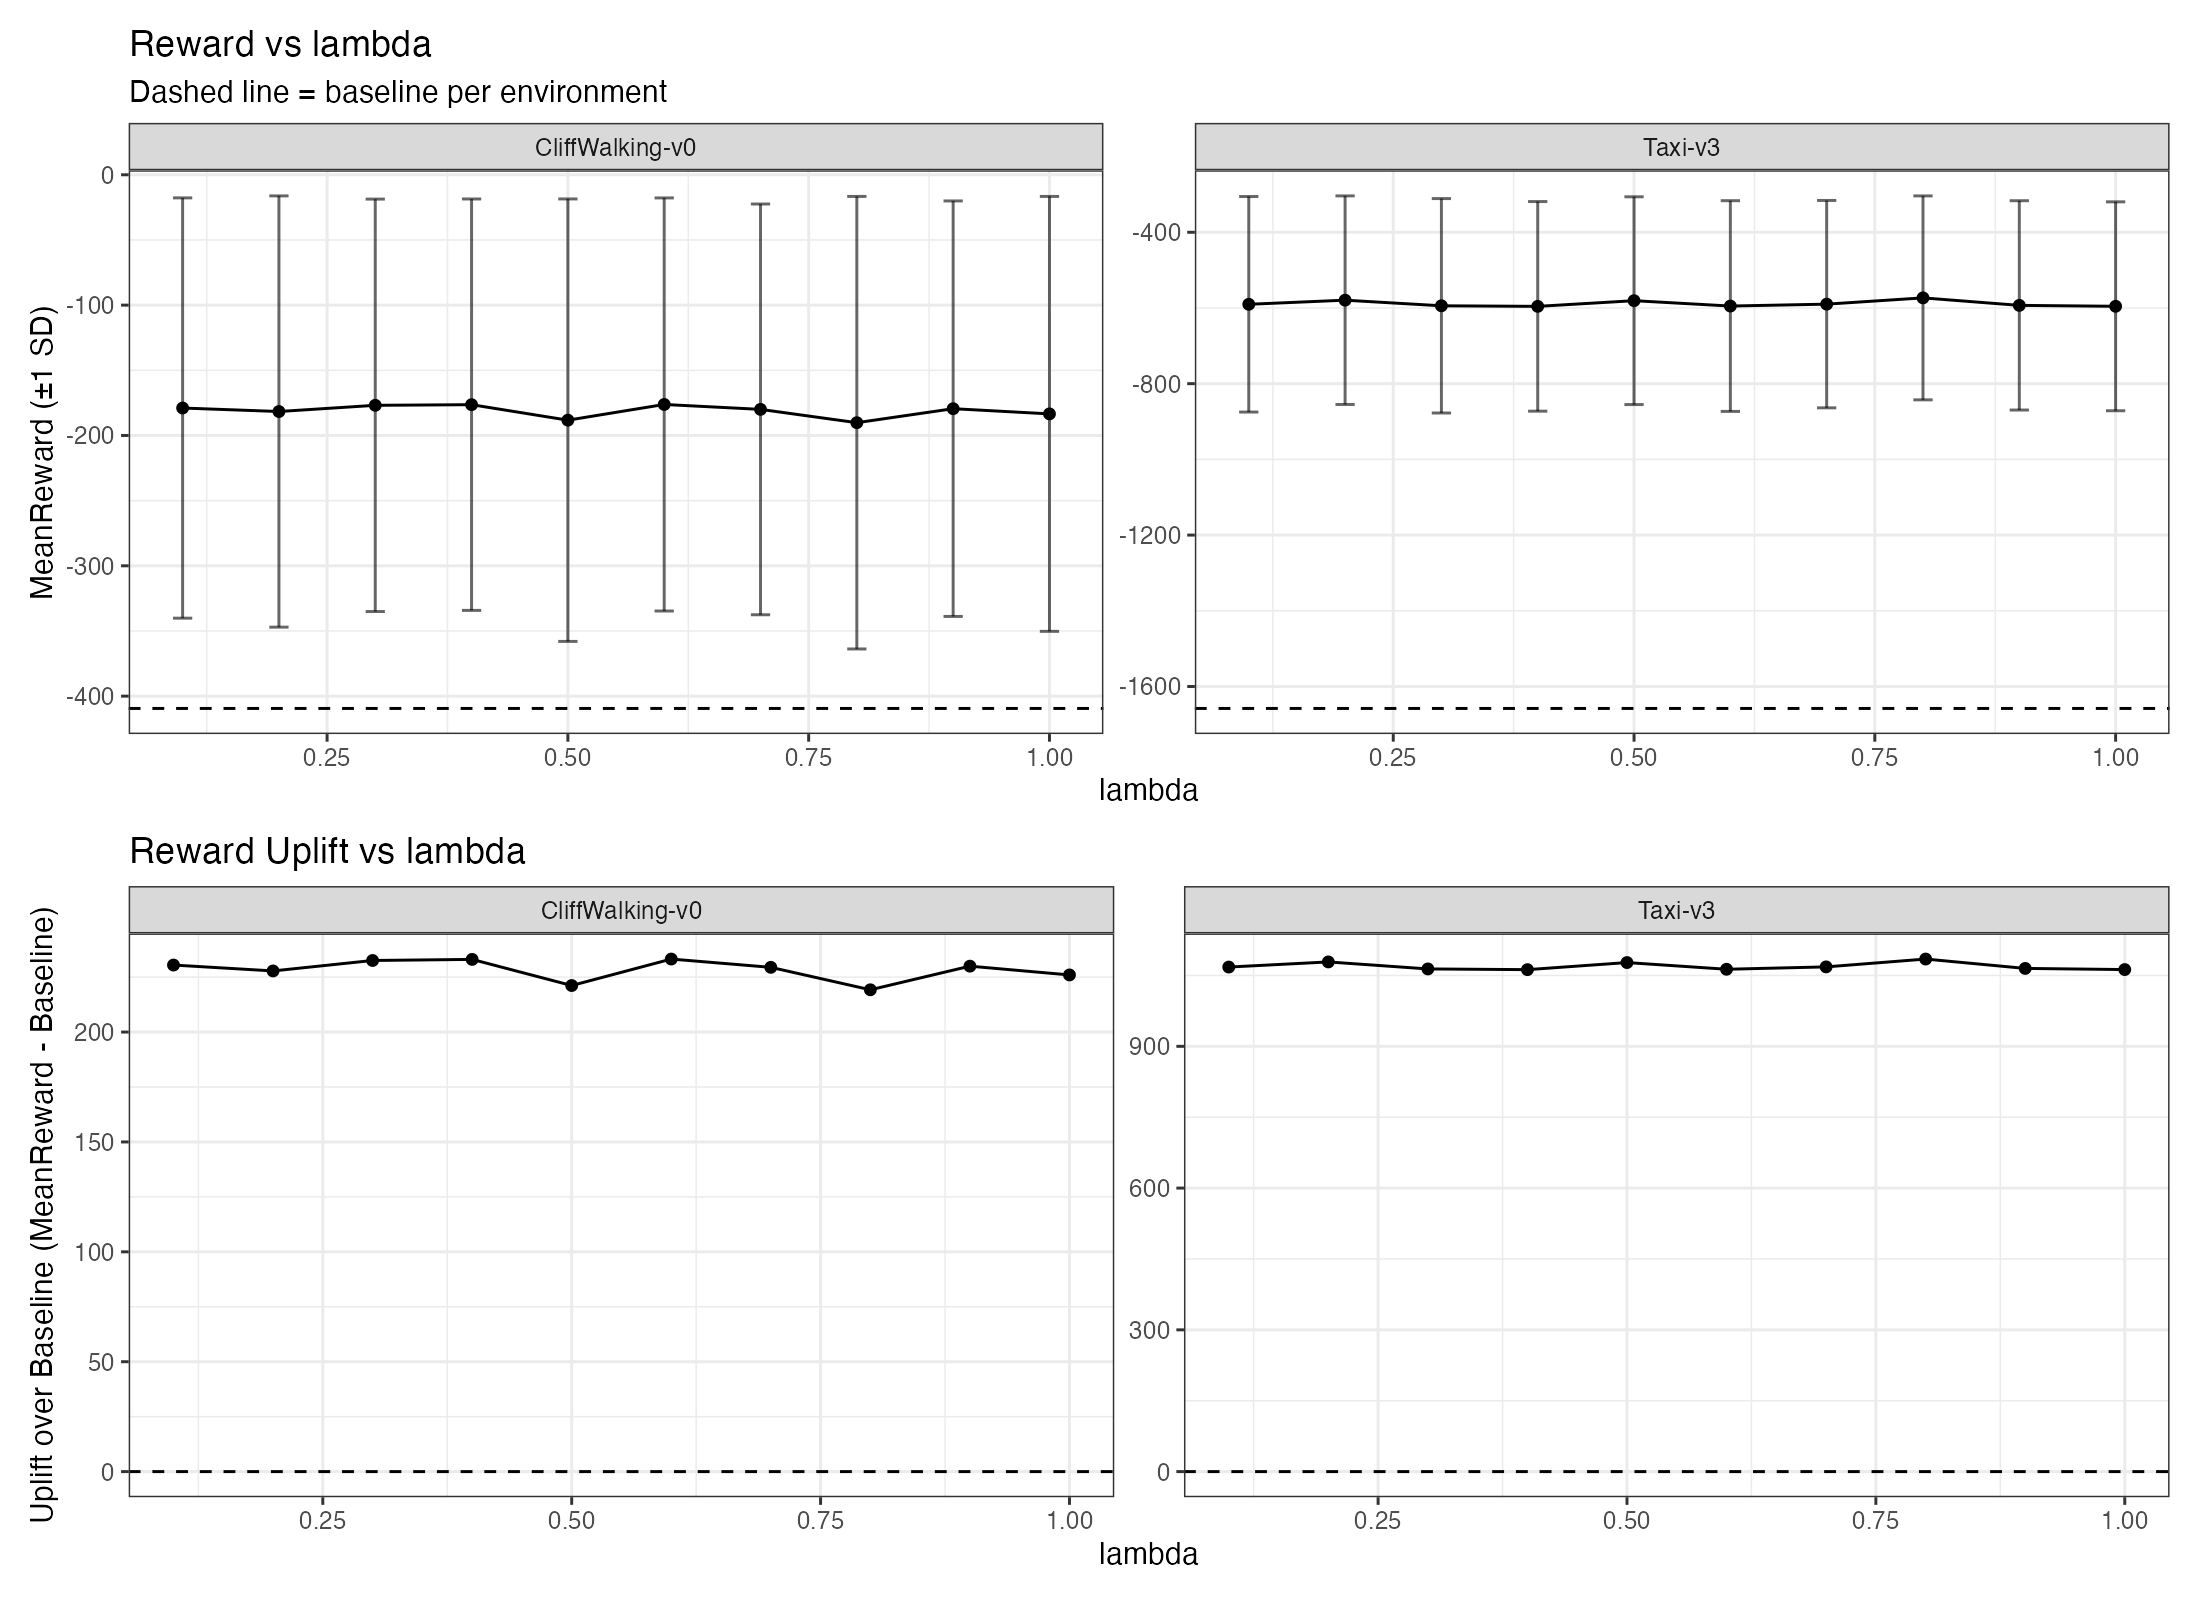 Reward vs lambda
Dashed line = baseline per environment
CliffWalking-v0
Taxi-v3
MeanReward (±1 SD)
0
-100
-200
-300
-400
-400
-800
-1200
-1600
0.25 0.50 0.75 1.00
0.25 0.50 0.75 1.00
lambda
Reward Uplift vs lambda
CliffWalking-v0
Taxi-v3
Uplift over Baseline (MeanReward - Baseline)
200
150
100
50
0
900
600
300
0
0.25 0.50 0.75 1.00
0.25 0.50 0.75 1.00
lambda